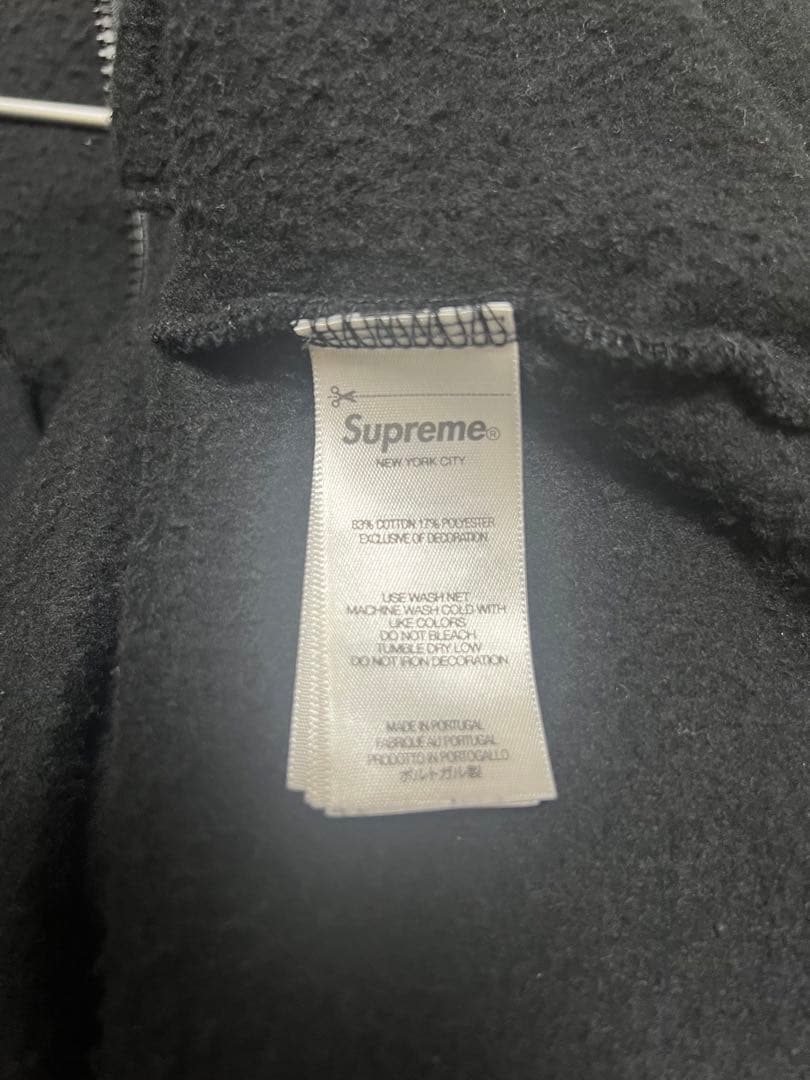 Supreme®
NEW YORK CITY
83% COTTON, 17% POLYESTER
EXCLUSIVE OF DECORATION
USE WASH NET
MACHINE WASH COLD WITH
LIKE COLORS
DO NOT BLEACH
TUMBLE DRY LOW
DO NOT IRON DECORATION
MADE IN PORTUGAL
FABRIQUE AU PORTUGAL
PRODOTTO IN PORTOGALLO
ポルトガル製